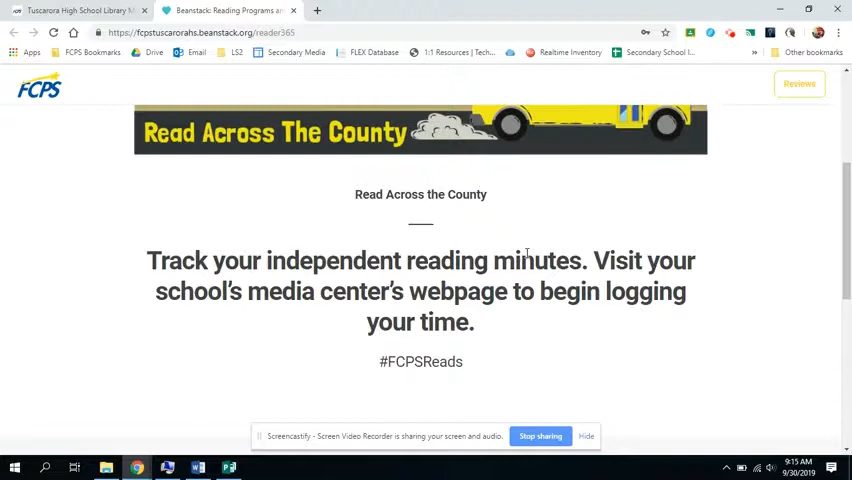 Tuscarora High School Library M
Beanstack: Reading Programs an
https://fcpstuscarorahs.beanstack.org/reader365
Apps
FCPS Bookmarks
Drive
Email
LS2
Secondary Media
FLEX Database
1:1 Resources | Tech...
Realtime Inventory
Secondary School I...
»
Other bookmarks
FCPS
Reviews
Read Across The County
Read Across the County
Track your independent reading minutes. Visit your
school's media center's webpage to begin logging
your time.
#FCPSReads
Screencastify - Screen Video Recorder is sharing your screen and audio.
Stop sharing
Hide
9:15 AM
9/30/2019